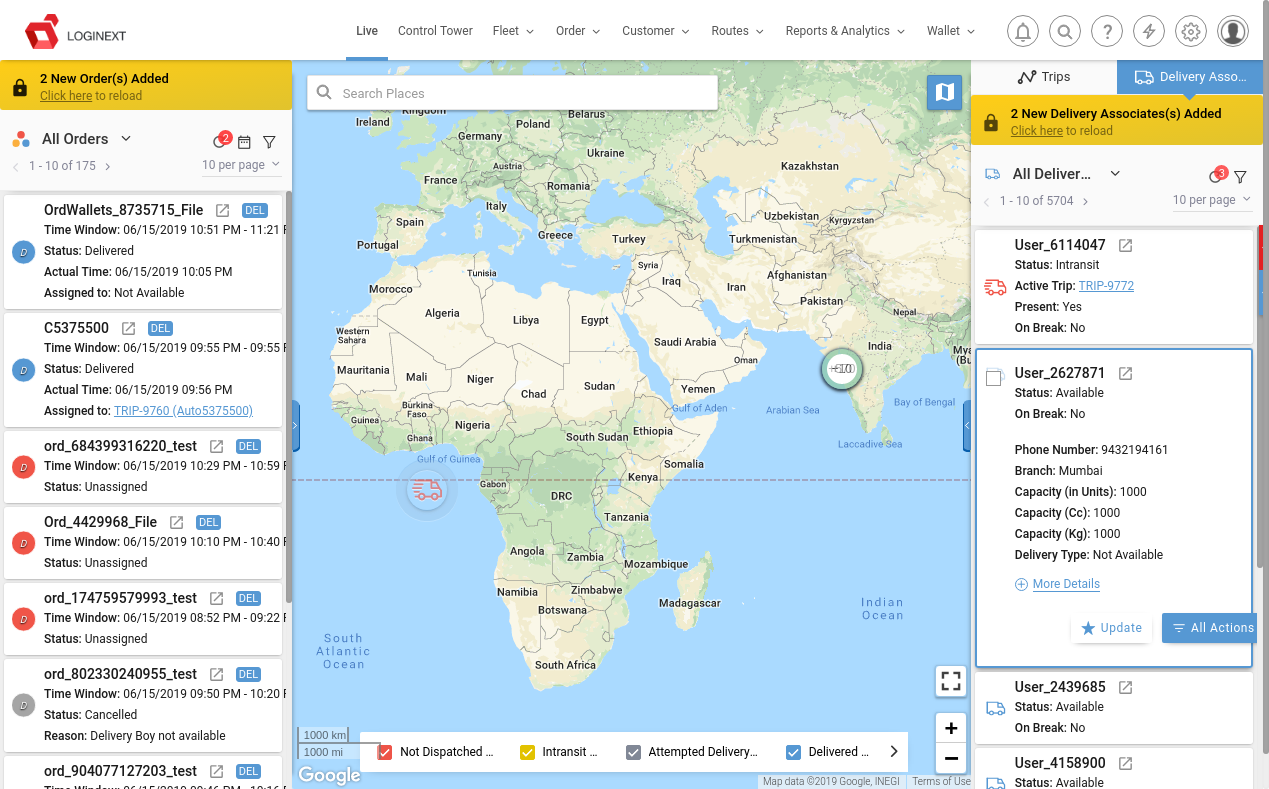 LOGINEXT
Live
Control Tower
Fleet
Order
Customer
Routes
Reports & Analytics
Wallet
2 New Order(s) Added
Click here to reload
All Orders
2
1 - 10 of 175
10 per page
OrdWallets_8735715_File DEL
Time Window: 06/15/2019 10:51 PM - 11:21
Status: Delivered
D
Actual Time: 06/15/2019 10:05 PM
Assigned to: Not Available
C5375500 DEL
Time Window: 06/15/2019 09:55 PM - 09:55
Status: Delivered
D
Actual Time: 06/15/2019 09:56 PM
Assigned to: TRIP-9760 (Auto5375500)
ord_684399316220_test DEL
Time Window: 06/15/2019 10:29 PM - 10:59
D
Status: Unassigned
Ord_4429968_File DEL
Time Window: 06/15/2019 10:10 PM - 10:40
D
Status: Unassigned
ord_174759579993_test DEL
Time Window: 06/15/2019 08:52 PM - 09:22
D
Status: Unassigned
ord_802330240955_test DEL
Time Window: 06/15/2019 09:50 PM - 10:20
D
Status: Cancelled
Reason: Delivery Boy not available
ord_904077127203_test DEL
Search Places
Kingdom
Ireland
Belarus
Poland
Germany
Ukraine
Austria
France
Romania
Kazakhstan
Italy
Spain
Portugal
Greece
Turkey
Uzbekistan
Kyrgyzstan
Turkmenistan
Syria
Tunisia
Morocco
Iraq
Iran
Afghanistan
Pakistan
Algeria
Libya
Egypt
Nepal
Western
Sahara
Saudi Arabia
Oman
India
Mya
(Bu
Mauritania
Mali
Niger
Chad
Sudan
Yemen
Burkina
Faso
Gulf of Aden
Arabian Sea
Bay of Bengal
Guinea
Ghana
Nigeria
South Sudan
Ethiopia
Laccadive Sea
Gulf of Guinea
Somalia
Gabon
DRC
Kenya
Tanzania
Angola
Zambia
Mozambique
Namibia
Zimbabwe
Botswana
Madagascar
Indian
Ocean
South
Atlantic
Ocean
South Africa
1000 km
1000 mi
Not Dispatched ...
Intransit ...
Attempted Delivery...
Delivered ...
Google
Map data ©2019 Google, INEGI
Terms of Use
Trips
Delivery Asso...
2 New Delivery Associates(s) Added
Click here to reload
All Deliver...
3
1 - 10 of 5704
10 per page
User_6114047
Status: Intransit
Active Trip: TRIP-9772
Present: Yes
On Break: No
User_2627871
Status: Available
On Break: No
Phone Number: 9432194161
Branch: Mumbai
Capacity (in Units): 1000
Capacity (Cc): 1000
Capacity (Kg): 1000
Delivery Type: Not Available
More Details
Update
All Actions
User_2439685
Status: Available
On Break: No
User_4158900
Status: Available